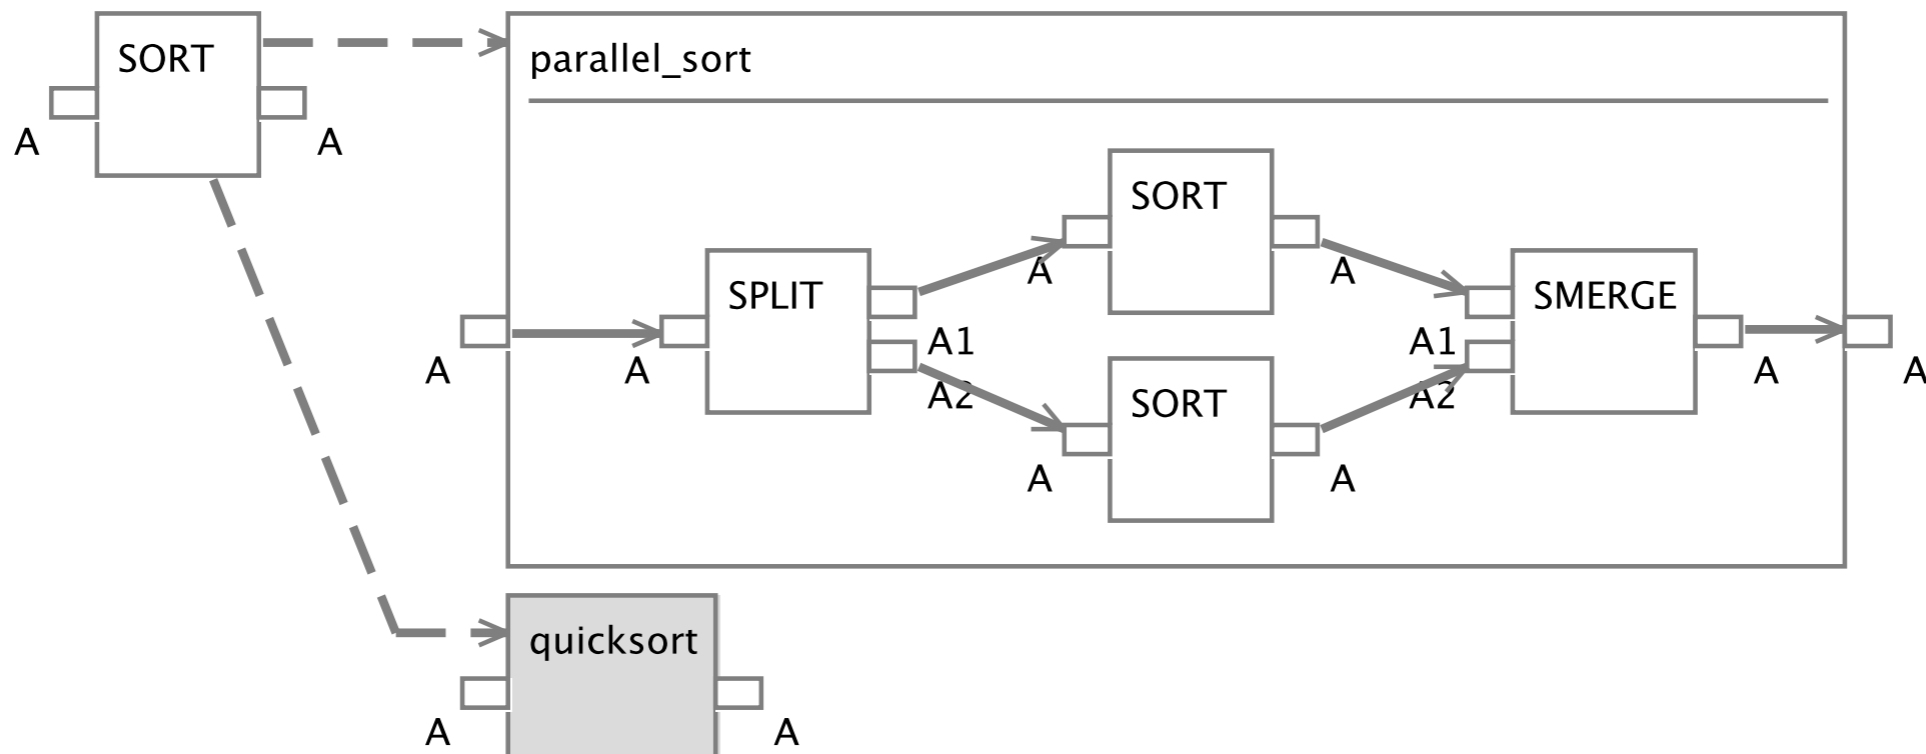 SORT
A
A
parallel_sort
SORT
A
A
SPLIT
A
A
A1
A2
SMERGE
A1
A2
A
A
SORT
A
A
quicksort
A
A